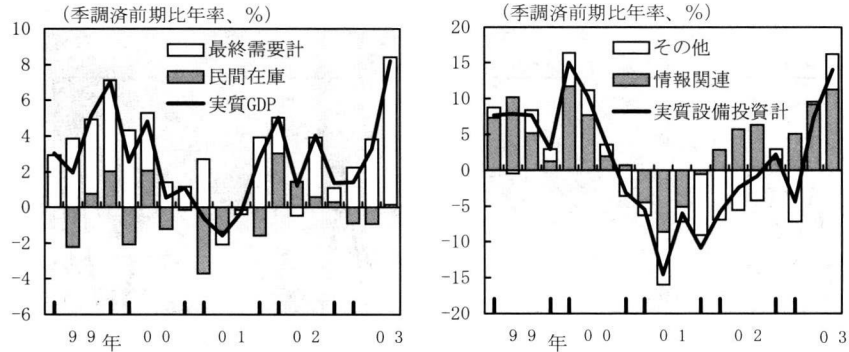 （季調済前期比年率、%）
10
8
6
4
2
0
-2
-4
-6
最終需要計
民間在庫
実質GDP
９９年 ００ ０１ ０２ ０３
（季調済前期比年率、%）
20
15
10
5
0
-5
-10
-15
-20
その他
情報関連
実質設備投資計
９９年 ００ ０１ ０２ ０３